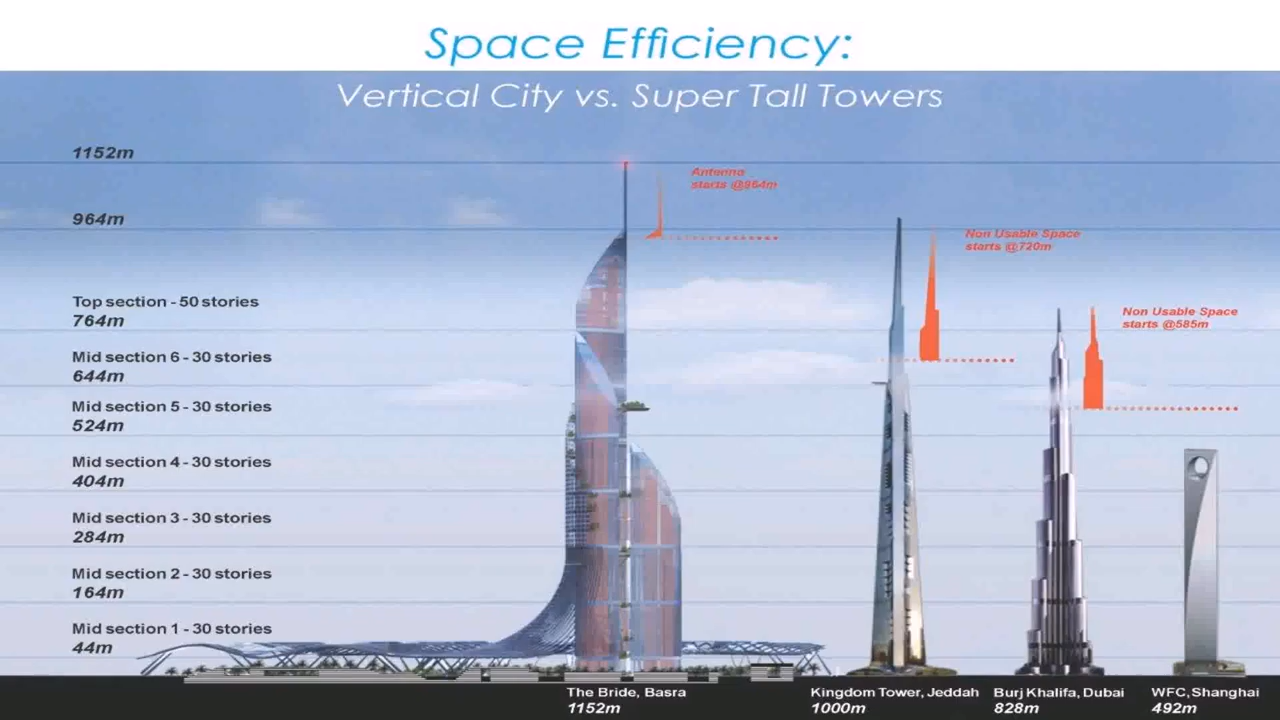 Space Efficiency:
Vertical City vs. Super Tall Towers
1152m
Antenna
starts @964m
964m
Non Usable Space
starts @720m
Top section - 50 stories
764m
Non Usable Space
starts @585m
Mid section 6 - 30 stories
644m
Mid section 5 - 30 stories
524m
Mid section 4 - 30 stories
404m
Mid section 3 - 30 stories
284m
Mid section 2 - 30 stories
164m
Mid section 1 - 30 stories
44m
The Bride, Basra
1152m
Kingdom Tower, Jeddah
1000m
Burj Khalifa, Dubai
828m
WFC, Shanghai
492m